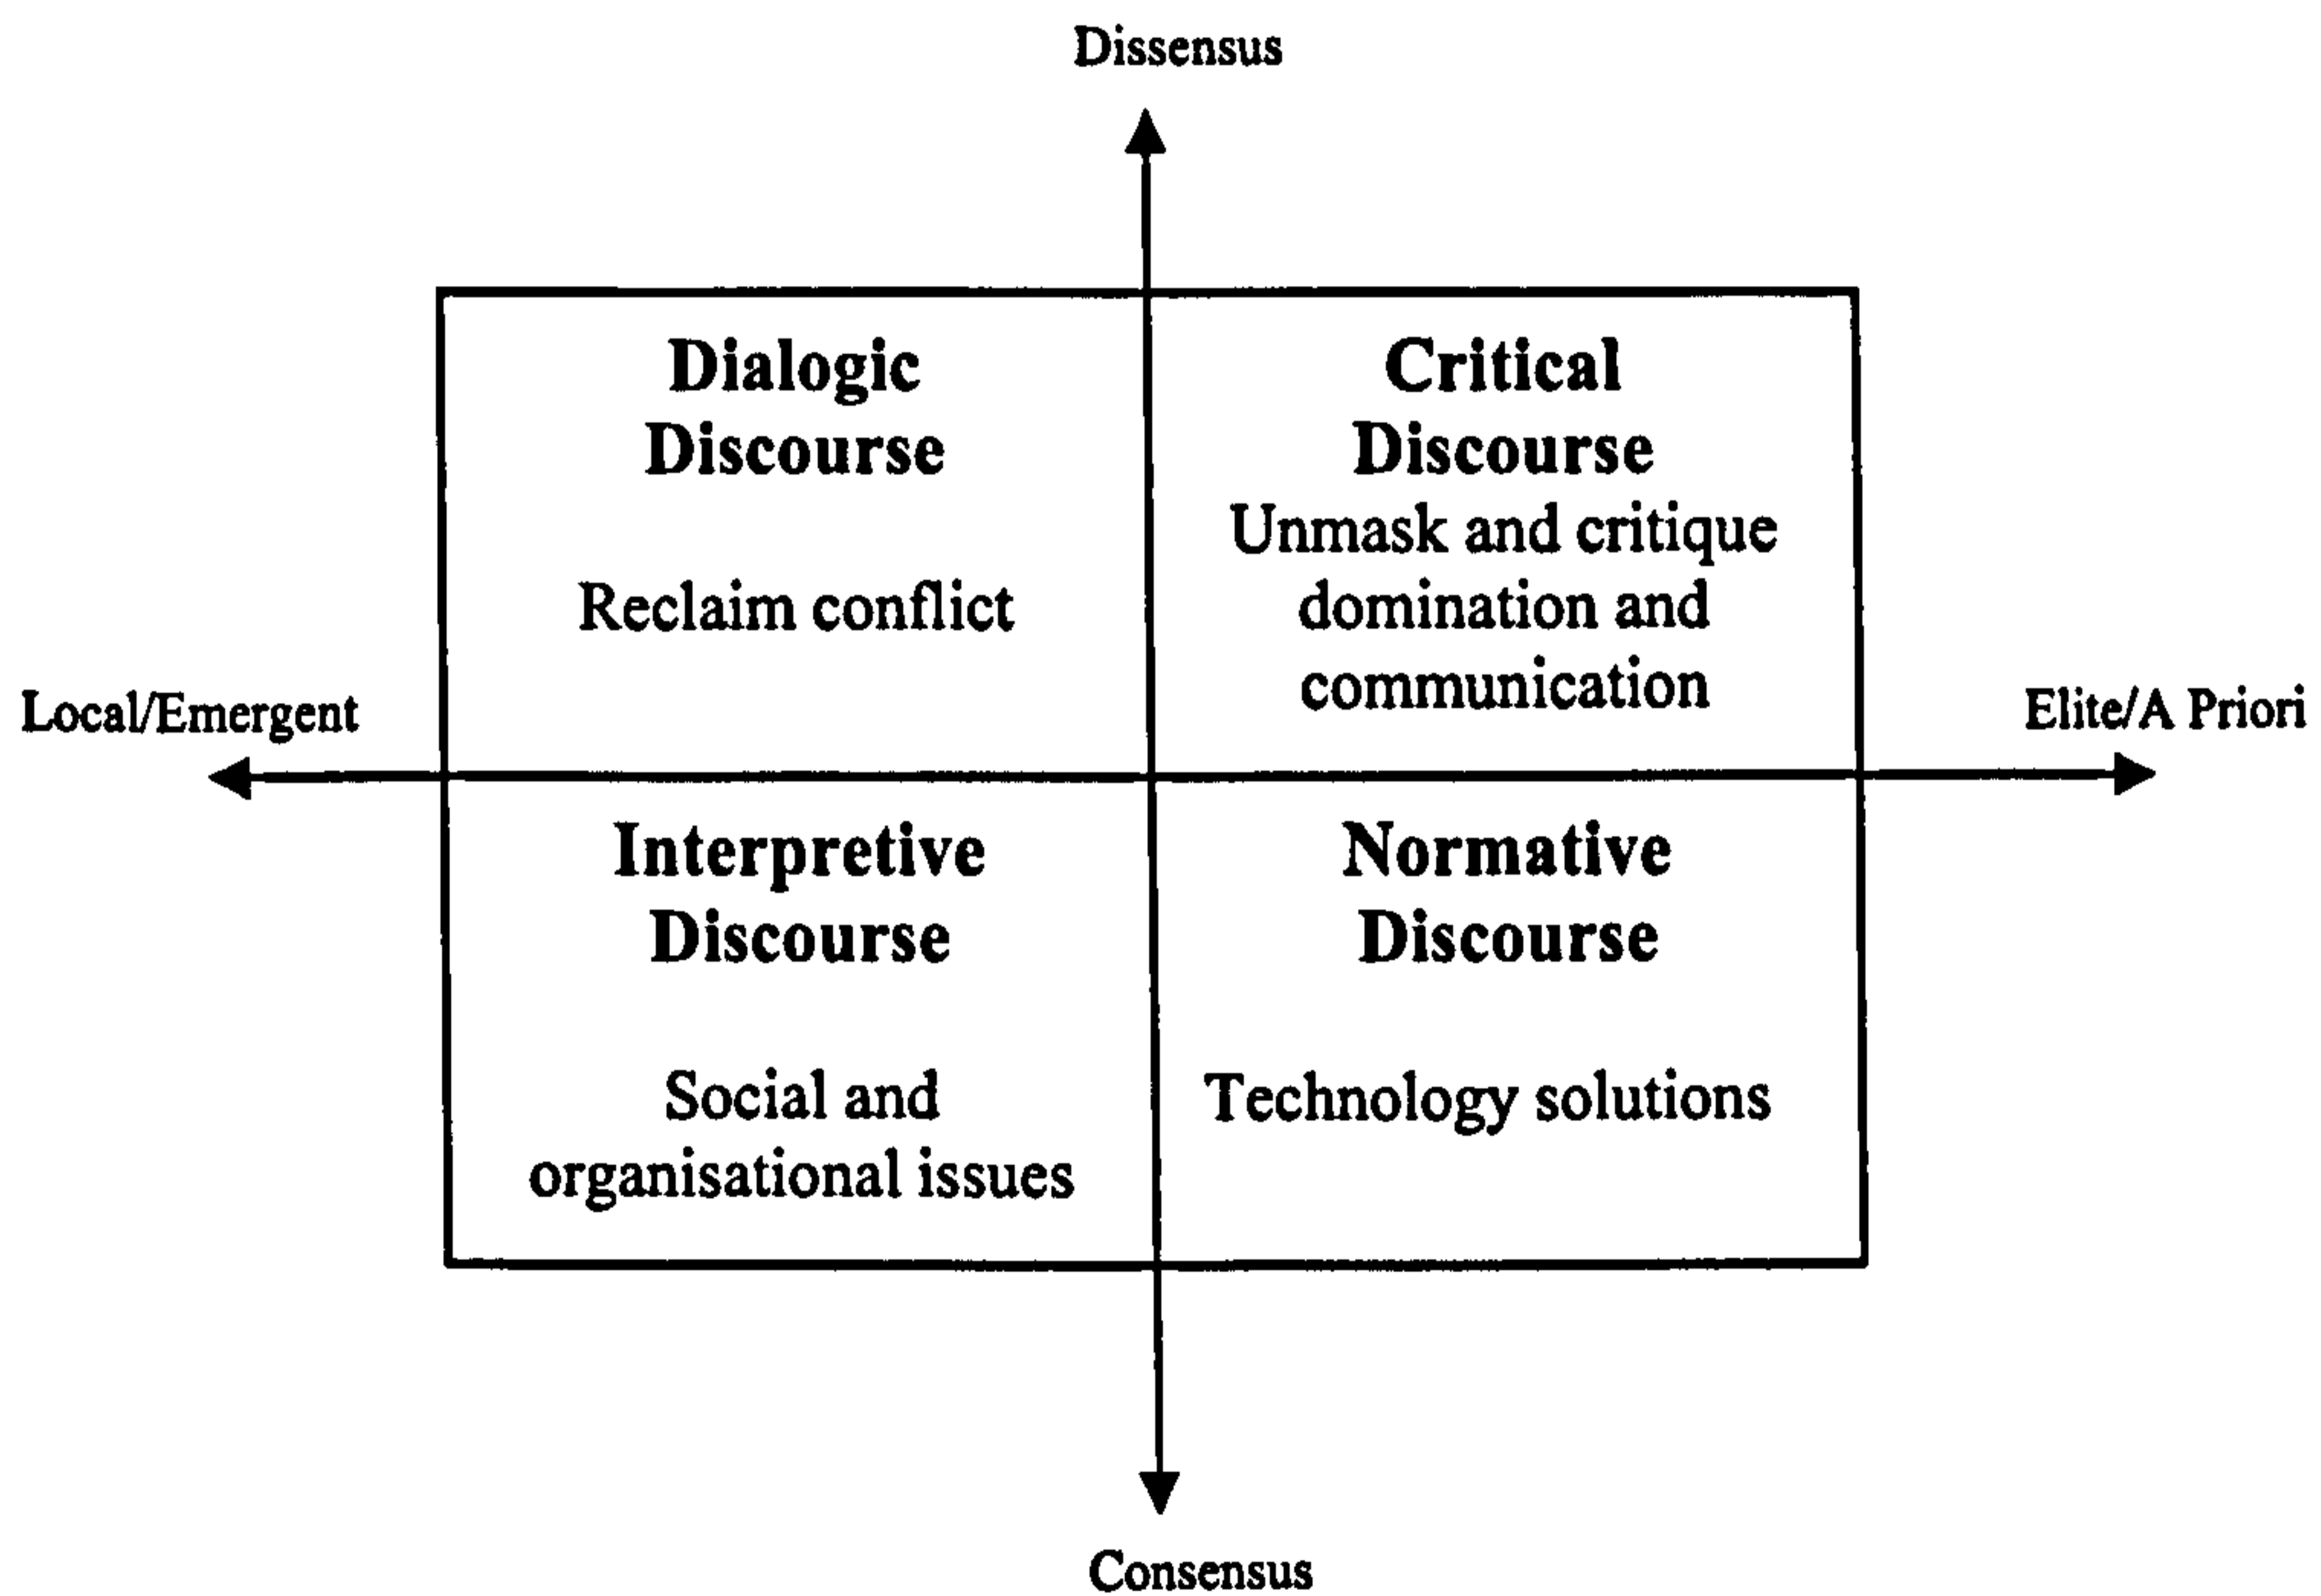 Dissensus
Dialogic
Discourse
Reclaim conflict
Critical
Discourse
Unmask and critique
domination and
communication
Local/Emergent
Elite/A Priori
Interpretive
Discourse
Social and
organisational issues
Normative
Discourse
Technology solutions
Consensus